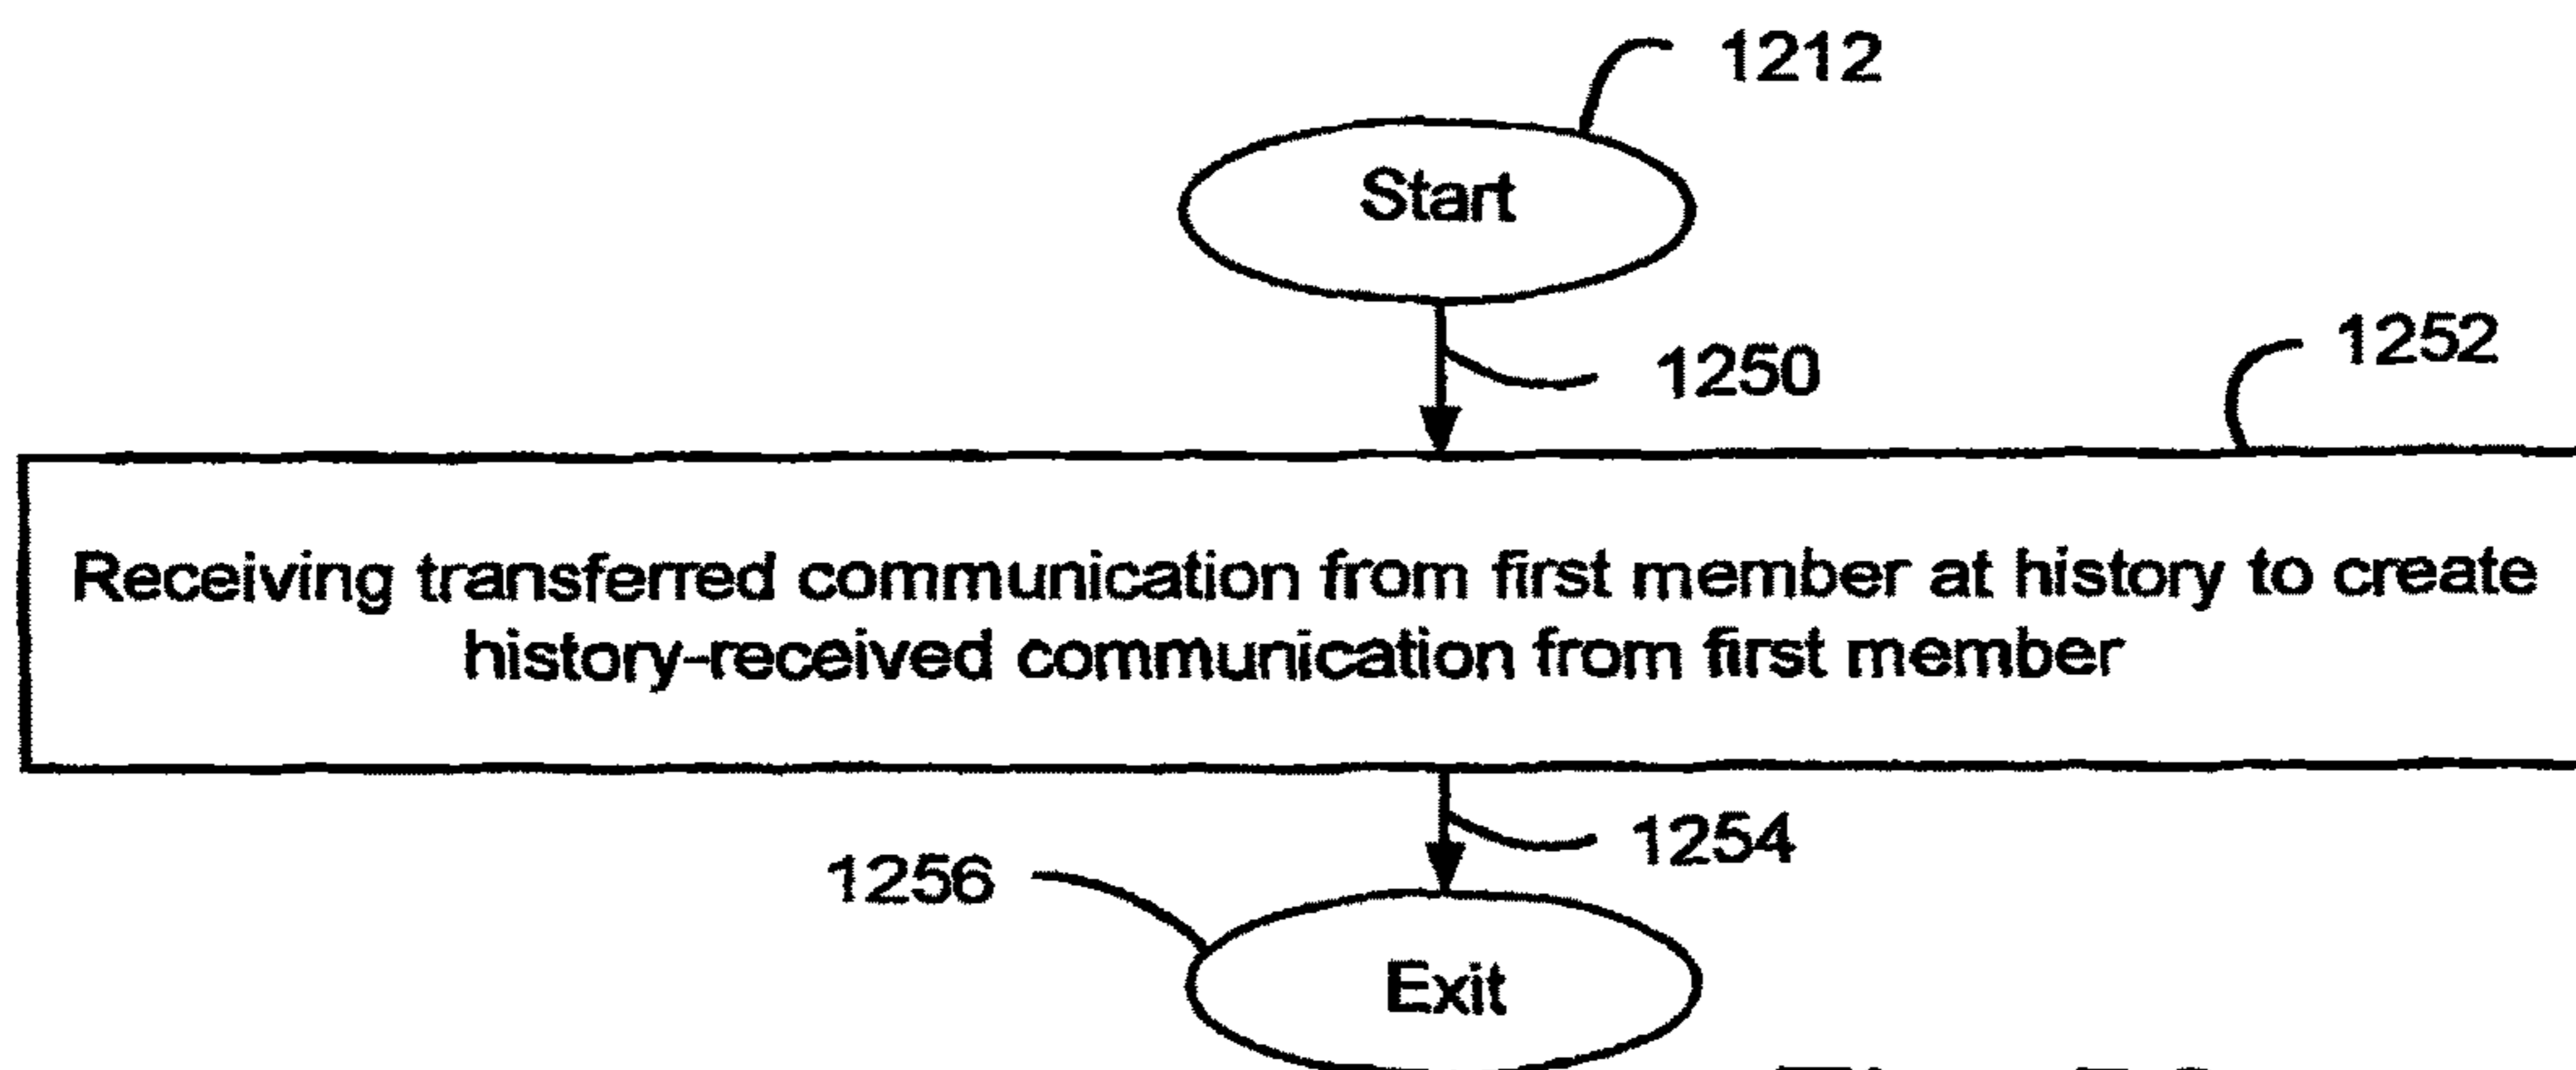 1212
Start
1250
1252
Receiving transferred communication from first member at history to create
history-received communication from first member
1254
1256
Exit